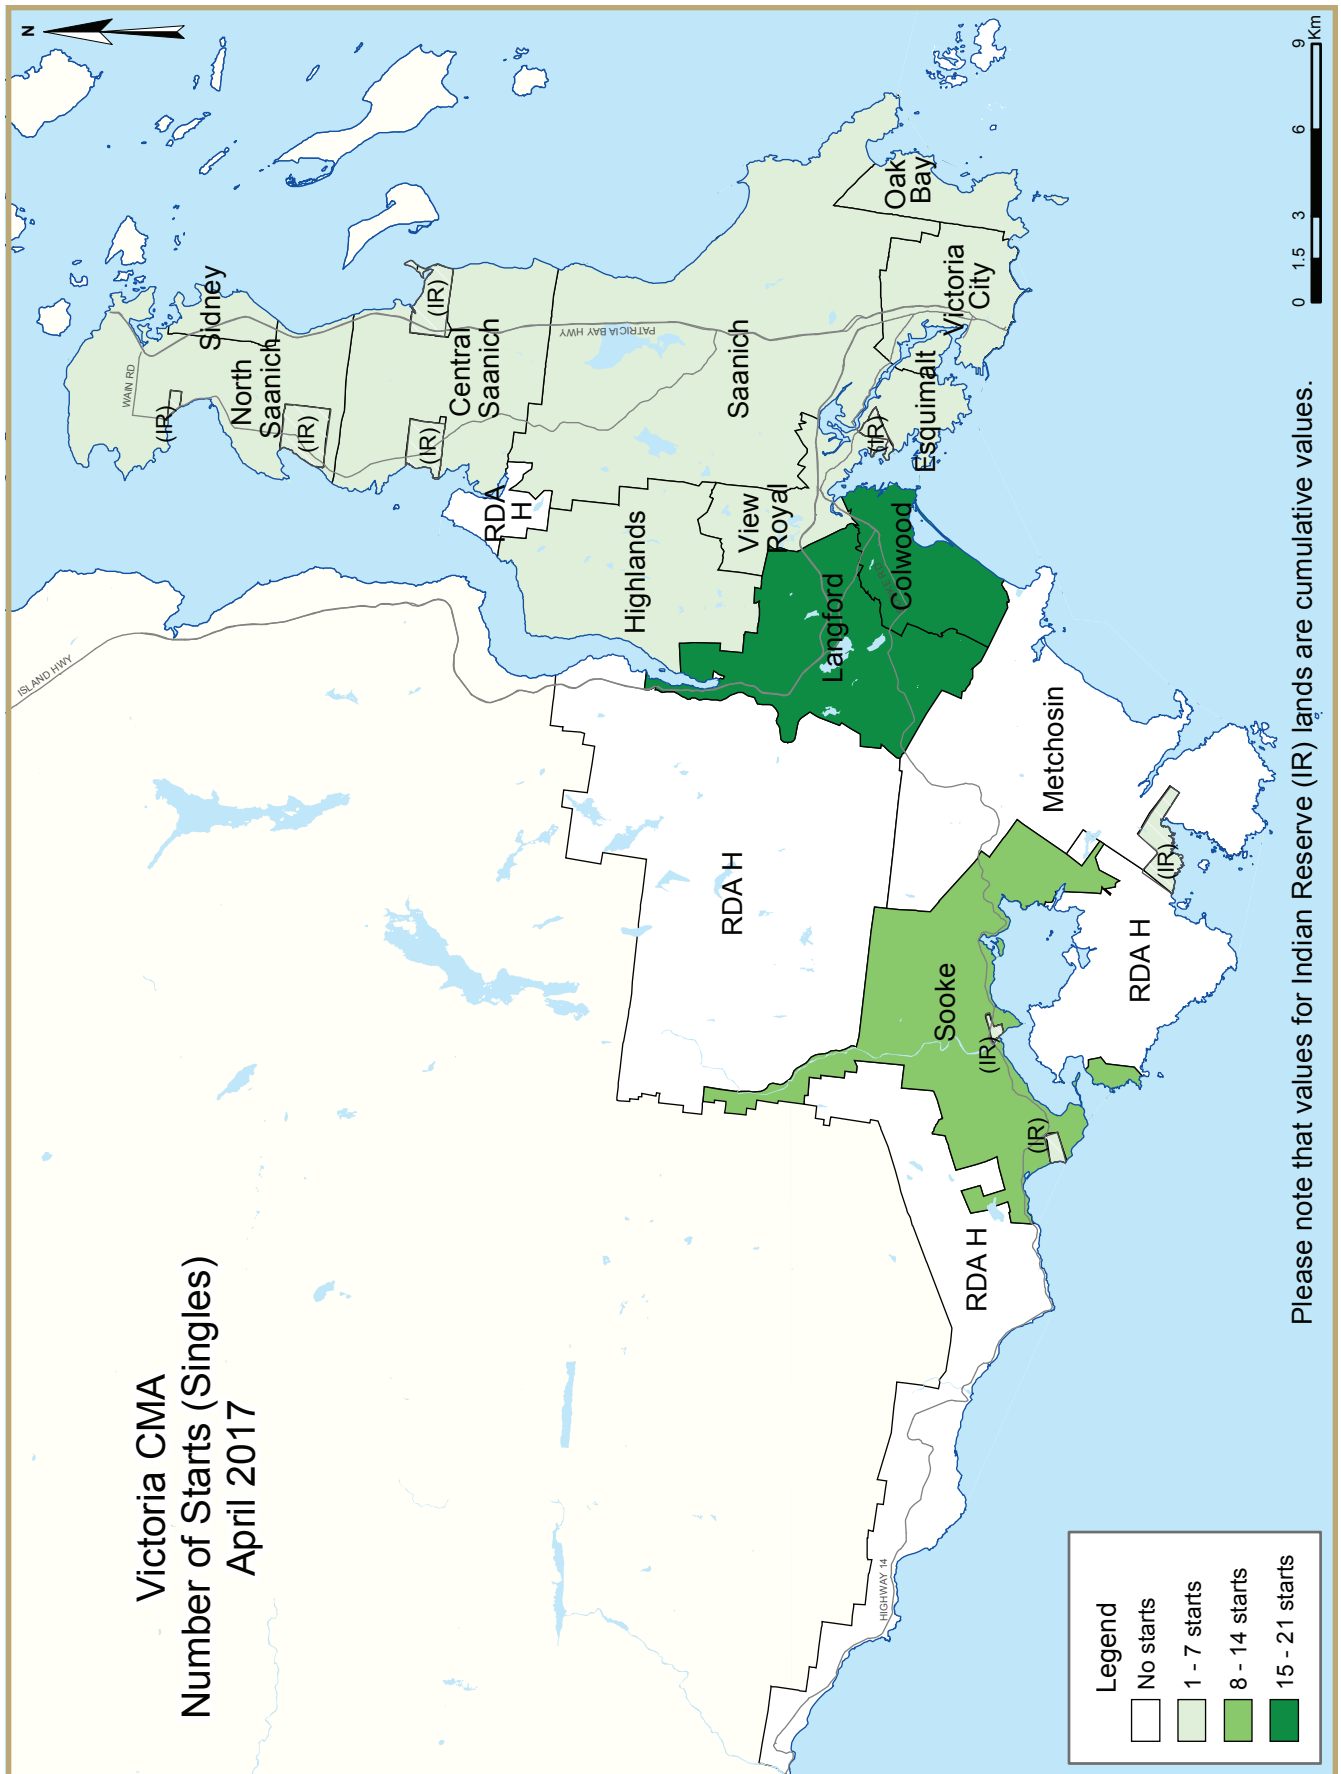 Victoria CMA
Number of Starts (Singles)
April 2017
N
ISLAND HWY
WAIN RD
Sidney
North
Saanich
(IR)
(IR)
(IR)
(IR)
Central
Saanich
PATRICIA BAY HWY
RDA
H
Saanich
Highlands
View
Royal
Oak
Bay
Victoria
City
Esquimalt
(IR)
Langford
Colwood
Metchosin
(IR)
RDA H
RDA H
Sooke
(IR)
(IR)
RDA H
HIGHWAY 14
Legend
No starts
1 - 7 starts
8 - 14 starts
15 - 21 starts
Please note that values for Indian Reserve (IR) lands are cumulative values.
0 1.5 3 6 9
Km